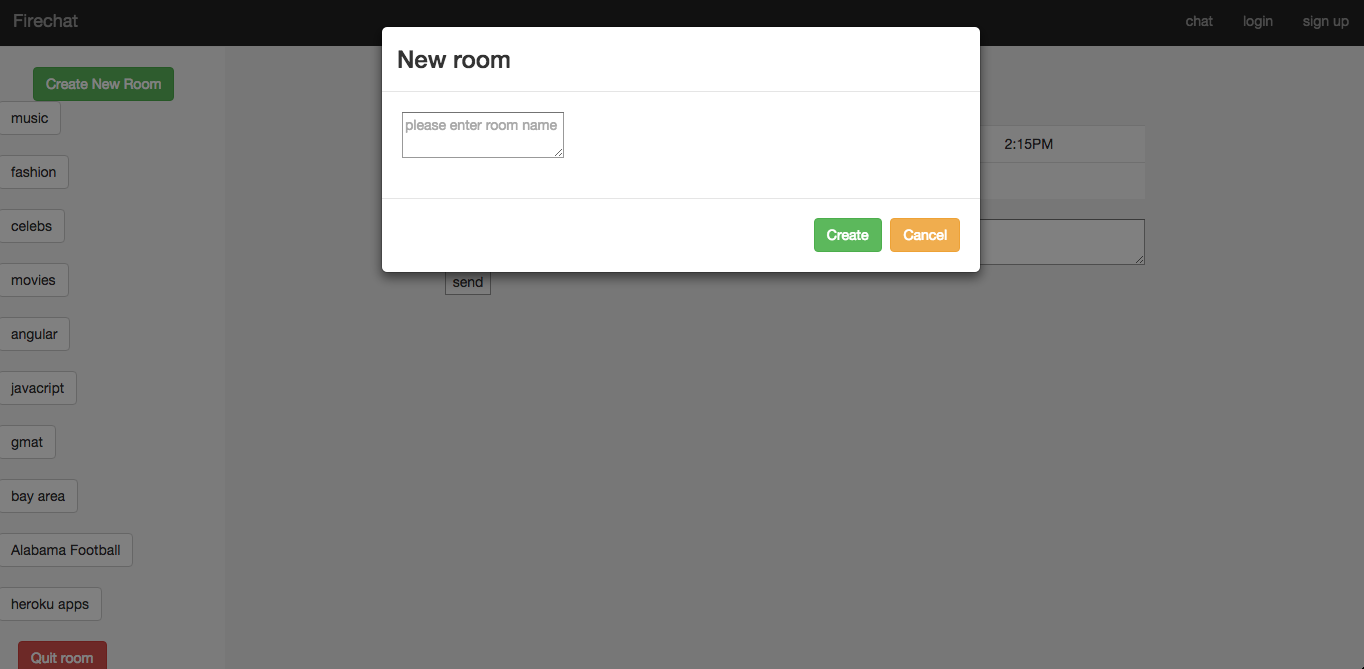 Firechat
chat login sign up
New room
Create New Room
please enter room name
music
2:15PM
fashion
celebs
Create Cancel
movies
send
angular
javacript
gmat
bay area
Alabama Football
heroku apps
Quit room